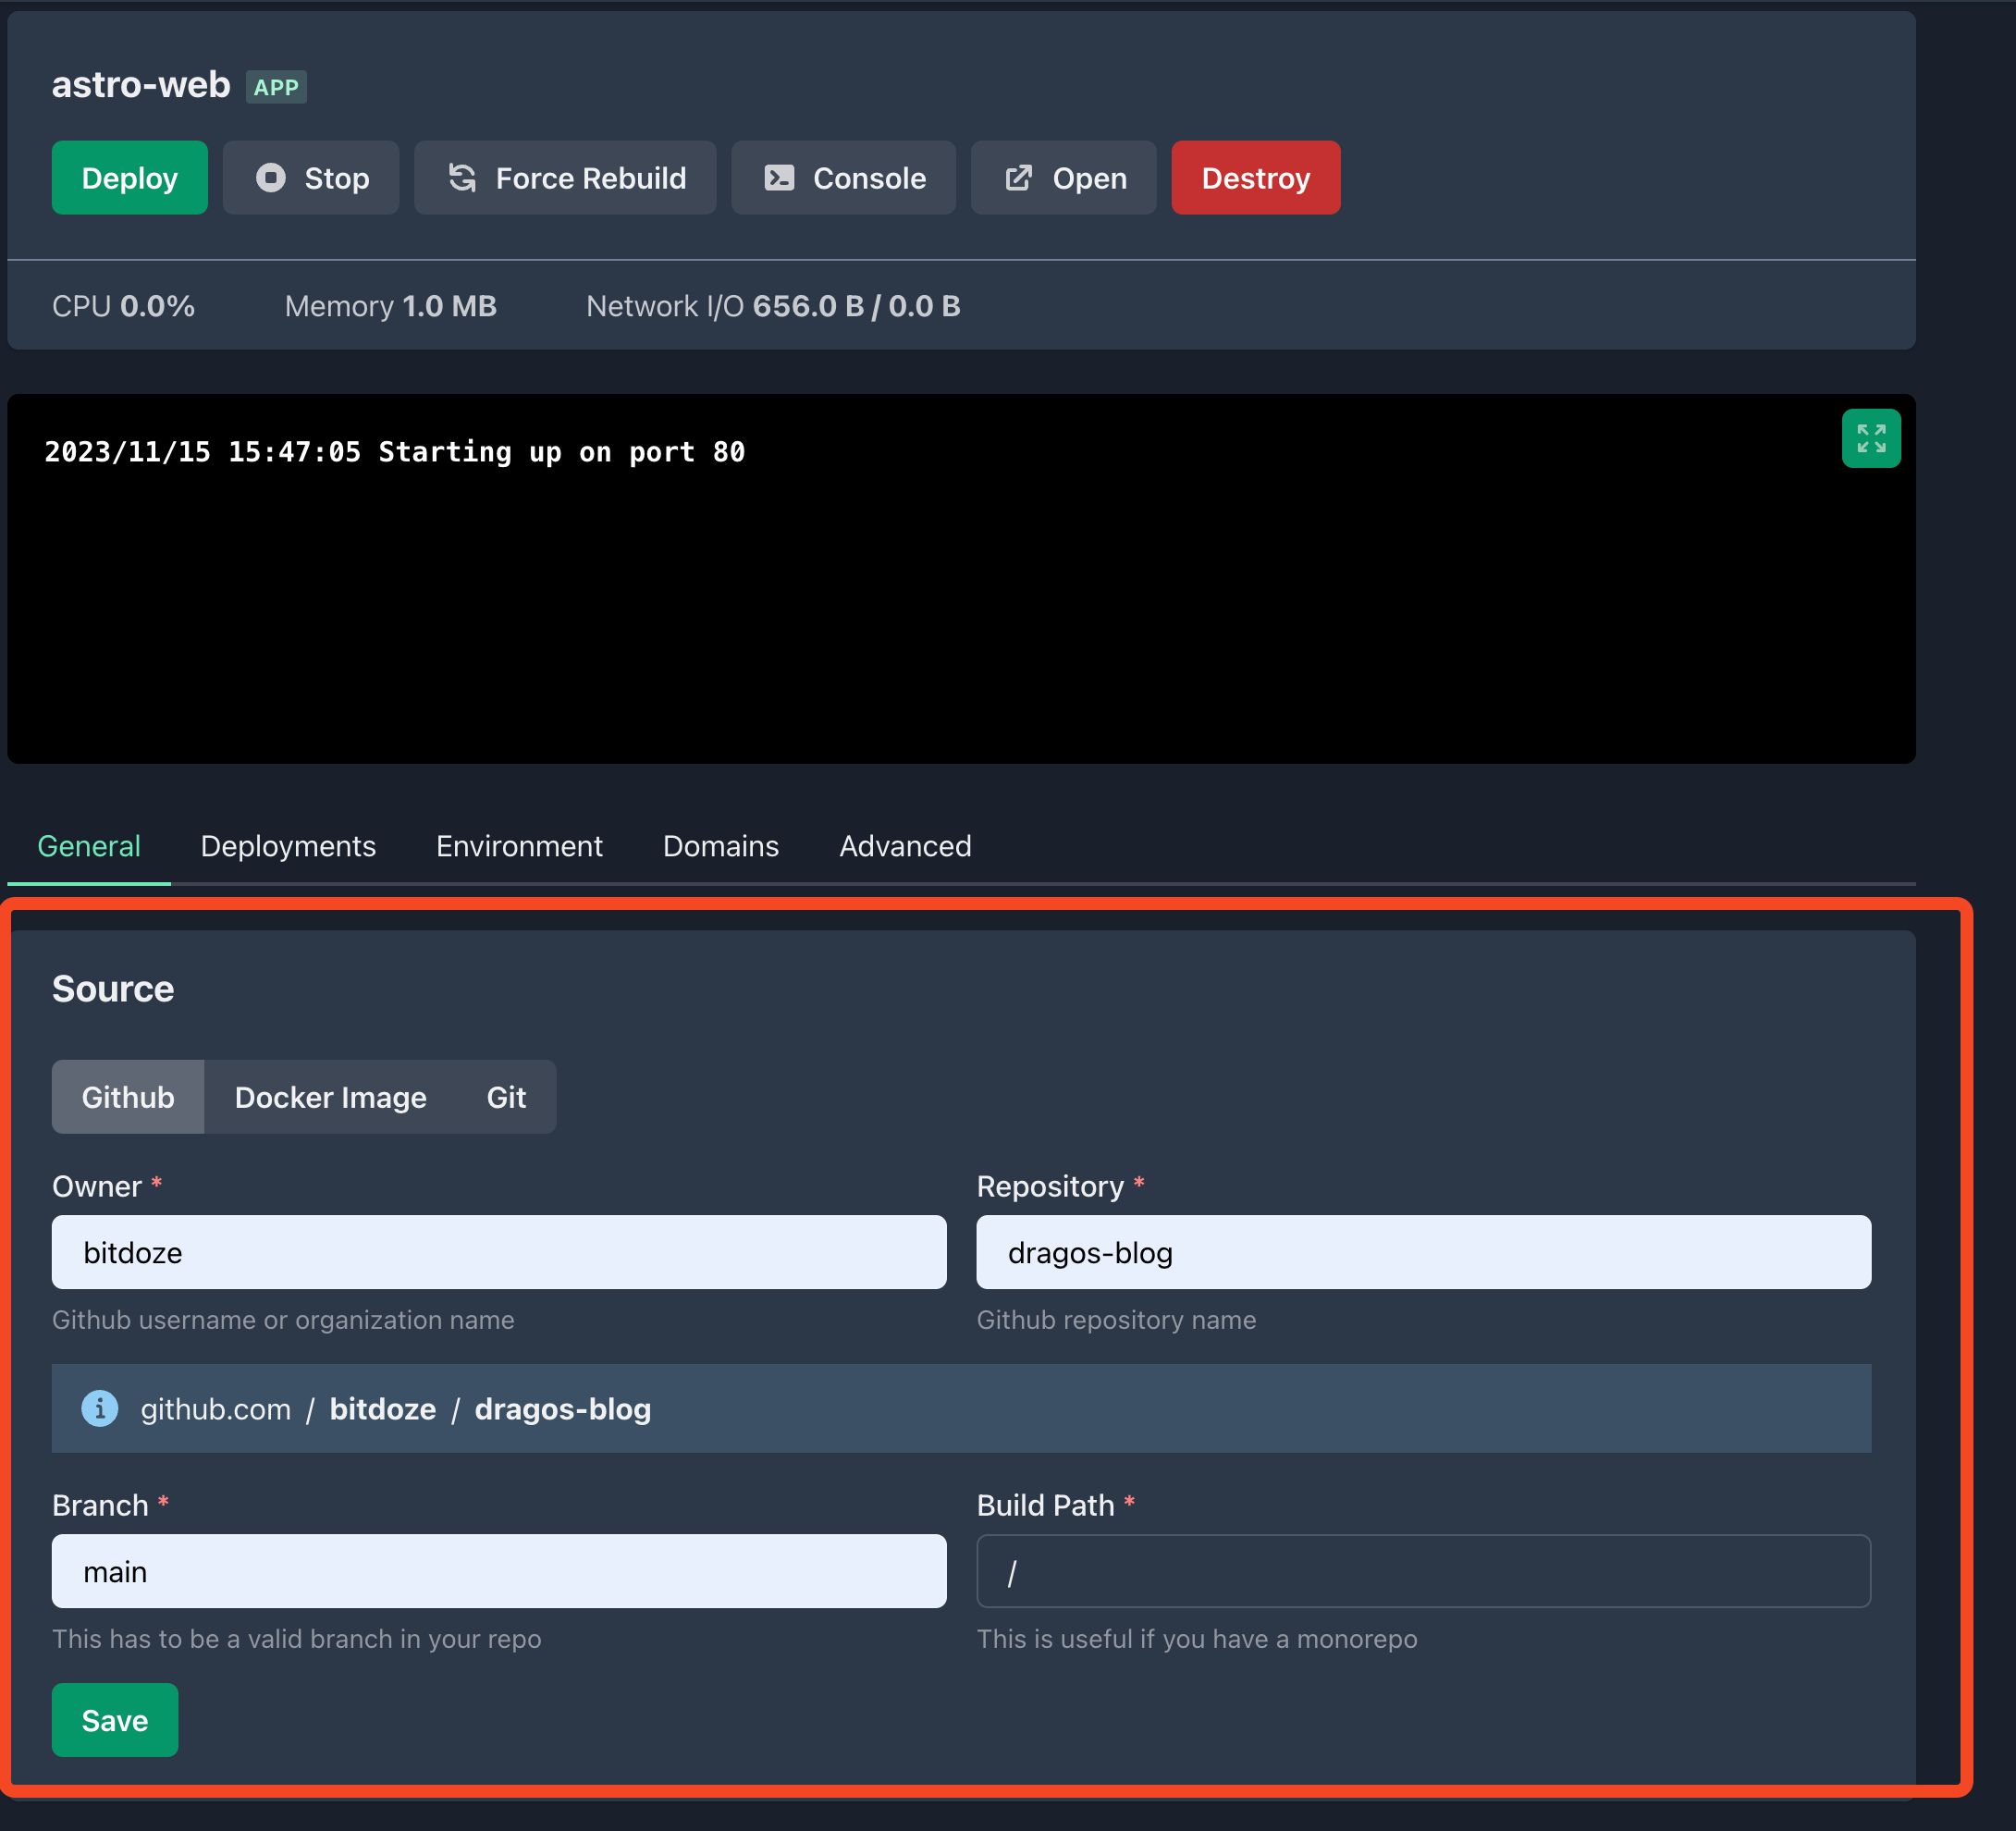 astro-web APP
Deploy Stop Force Rebuild Console Open Destroy
CPU 0.0% Memory 1.0 MB Network I/O 656.0 B / 0.0 B
2023/11/15 15:47:05 Starting up on port 80
General Deployments Environment Domains Advanced
Source
Github Docker Image Git
Owner * Repository *
bitdoze dragos-blog
Github username or organization name Github repository name
github.com / bitdoze / dragos-blog
Branch * Build Path *
main /
This has to be a valid branch in your repo This is useful if you have a monorepo
Save